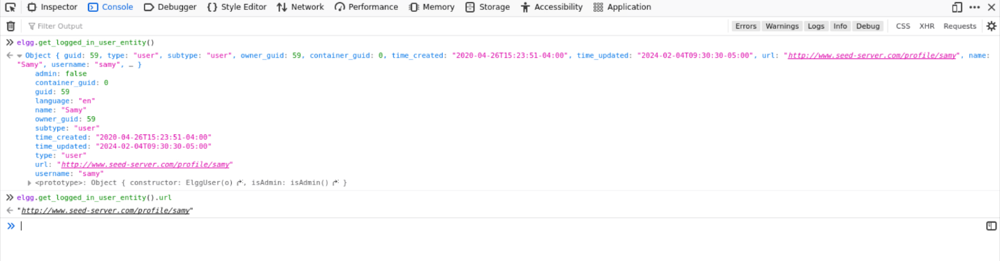 Inspector Console Debugger Style Editor Network Performance Memory Storage Accessibility Application
Filter Output Errors Warnings Logs Info Debug CSS XHR Requests
elgg.get_logged_in_user_entity()
Object { guid: 59, type: "user", subtype: "user", owner_guid: 59, container_guid: 0, time_created: "2020-04-26T15:23:51-04:00", time_updated: "2024-02-04T09:30:30-05:00", url: "http://www.seed-server.com/profile/samy", name:
"Samy", username: "samy", … }
admin: false
container_guid: 0
guid: 59
language: "en"
name: "Samy"
owner_guid: 59
subtype: "user"
time_created: "2020-04-26T15:23:51-04:00"
time_updated: "2024-02-04T09:30:30-05:00"
type: "user"
url: "http://www.seed-server.com/profile/samy"
username: "samy"
<prototype>: Object { constructor: ElggUser(o), isAdmin: isAdmin() }
elgg.get_logged_in_user_entity().url
"http://www.seed-server.com/profile/samy"